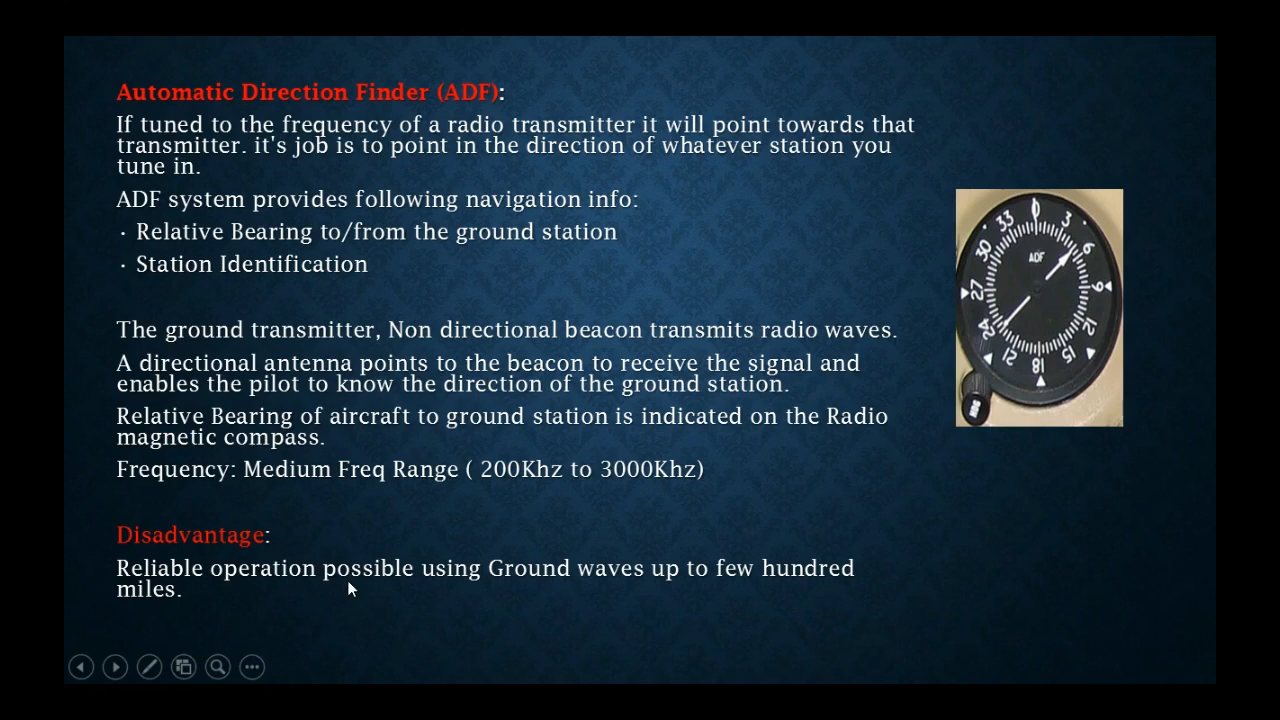 Automatic Direction Finder (ADF):
If tuned to the frequency of a radio transmitter it will point towards that
transmitter. it's job is to point in the direction of whatever station you
tune in.
ADF system provides following navigation info:
· Relative Bearing to/from the ground station
· Station Identification
The ground transmitter, Non directional beacon transmits radio waves.
A directional antenna points to the beacon to receive the signal and
enables the pilot to know the direction of the ground station.
Relative Bearing of aircraft to ground station is indicated on the Radio
magnetic compass.
Frequency: Medium Freq Range ( 200Khz to 3000Khz)
Disadvantage:
Reliable operation possible using Ground waves up to few hundred
miles.
0
3
6
9
12
15
18
21
24
27
30
33
ADF